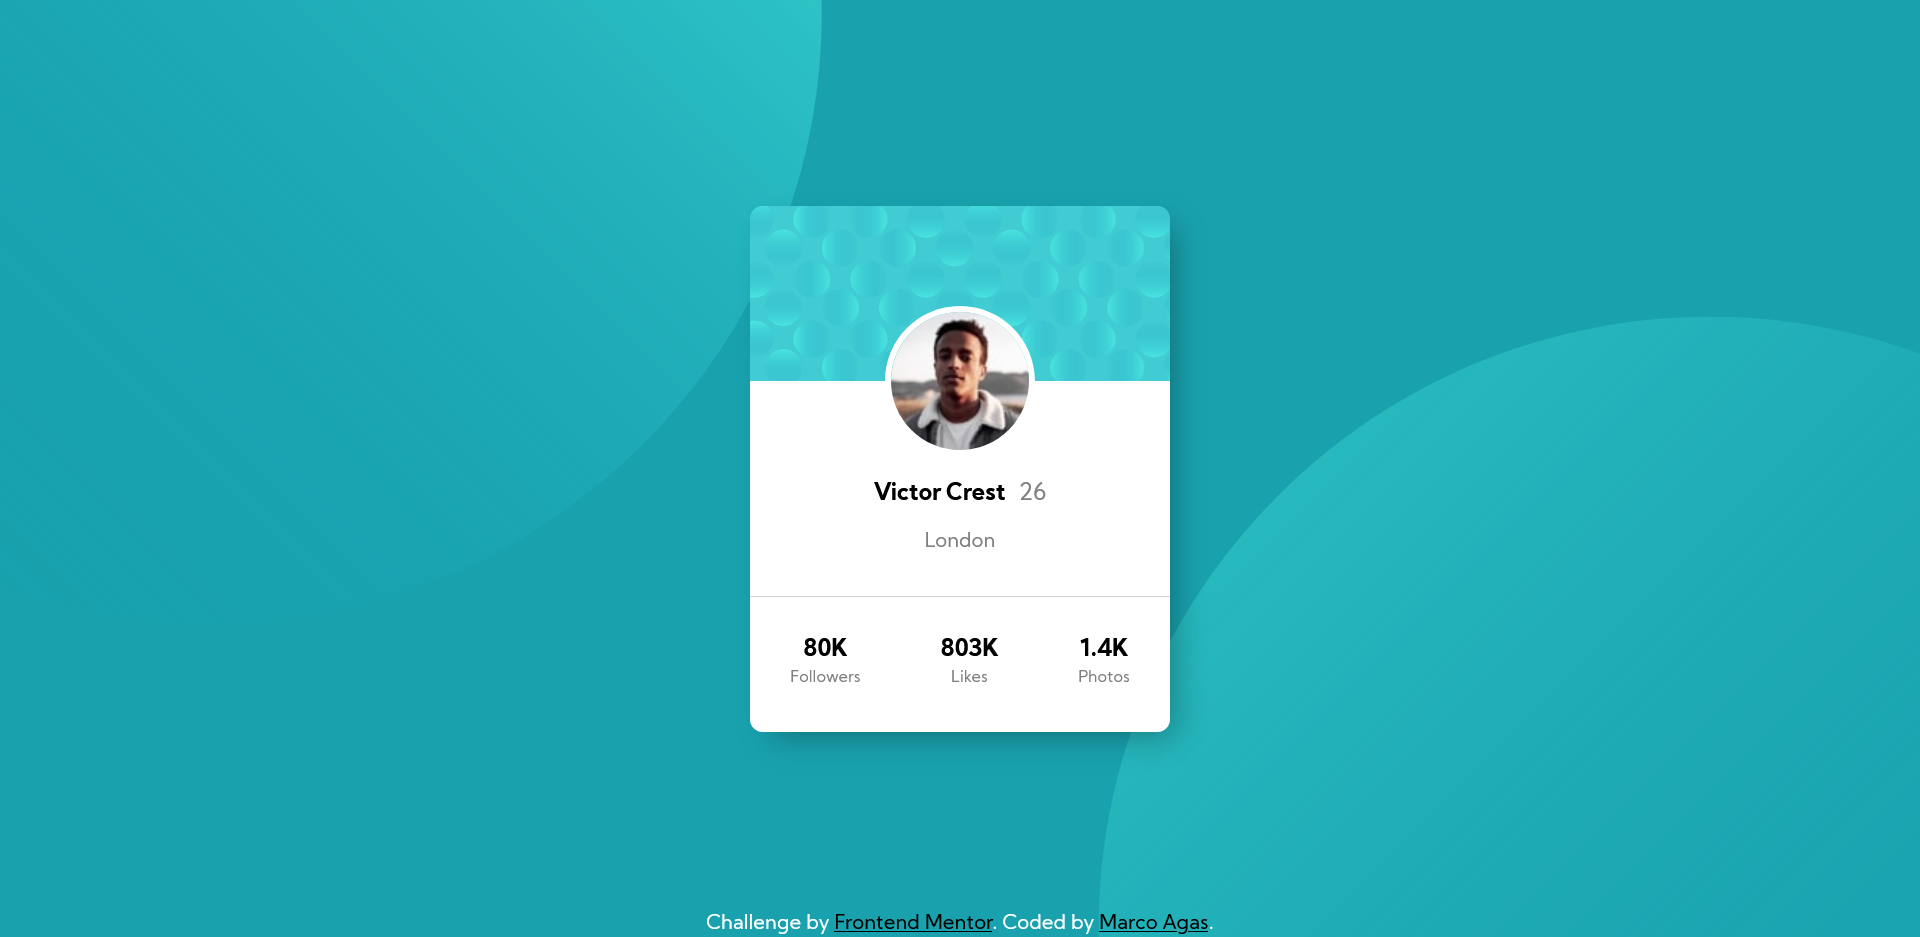 Victor Crest 26
London
80K 803K 1.4K
Followers Likes Photos
Challenge by Frontend Mentor. Coded by Marco Agas.